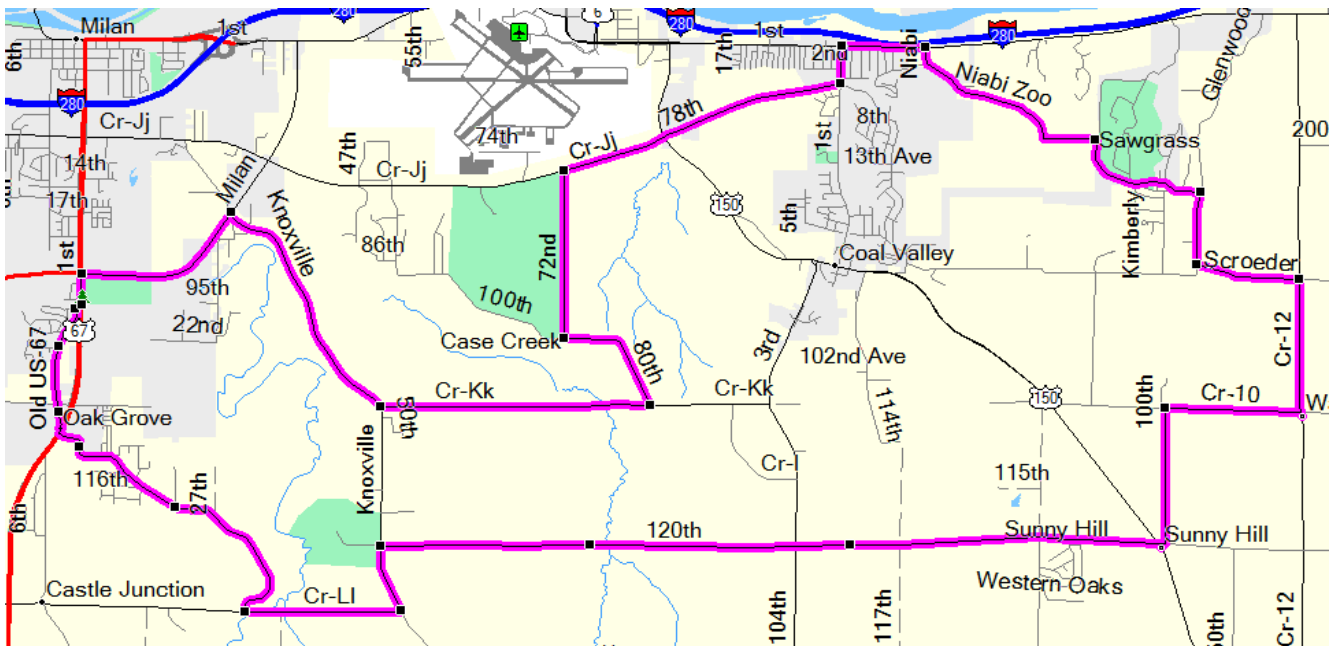 280
Milan
1st
6th
55th
6
280
17th
1st
2nd
Niabi
280
Niabi Zoo
Glenwood
280
Cr-Jj
14th
17th
Milan
Knoxville
47th
Cr-Jj
74th
Cr-Jj
78th
1st
8th
13th Ave
Sawgrass
200
150
5th
Kimberly
86th
72nd
100th
Coal Valley
Scroeder
1st
95th
22nd
67
Old US-67
Case Creek
80th
3rd
102nd Ave
Cr-12
150
100th
Cr-10
Cr-Kk
50th
Cr-Kk
114th
W
Oak Grove
116th
27th
6th
Knoxville
Cr-I
115th
120th
Sunny Hill
Sunny Hill
Castle Junction
Cr-Ll
Western Oaks
104th
117th
Cr-12